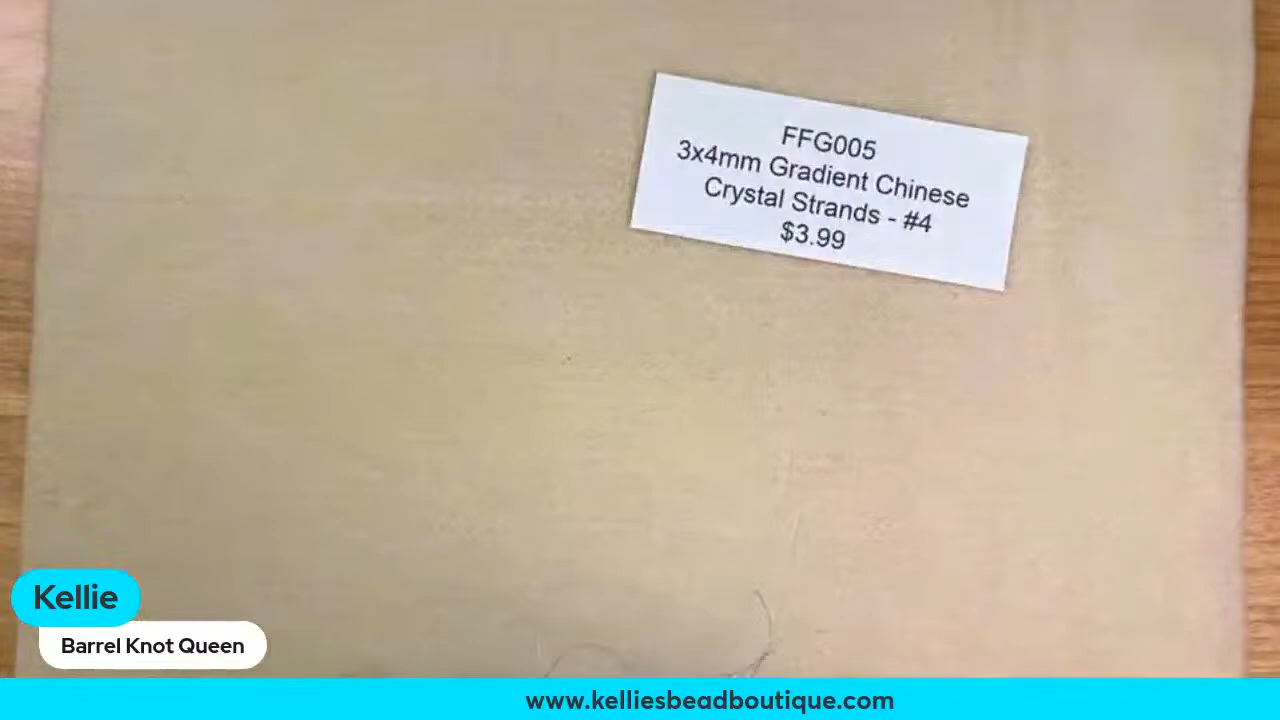 FFG005
3x4mm Gradient Chinese
Crystal Strands - #4
$3.99
Kellie
Barrel Knot Queen
www.kelliesbeadboutique.com